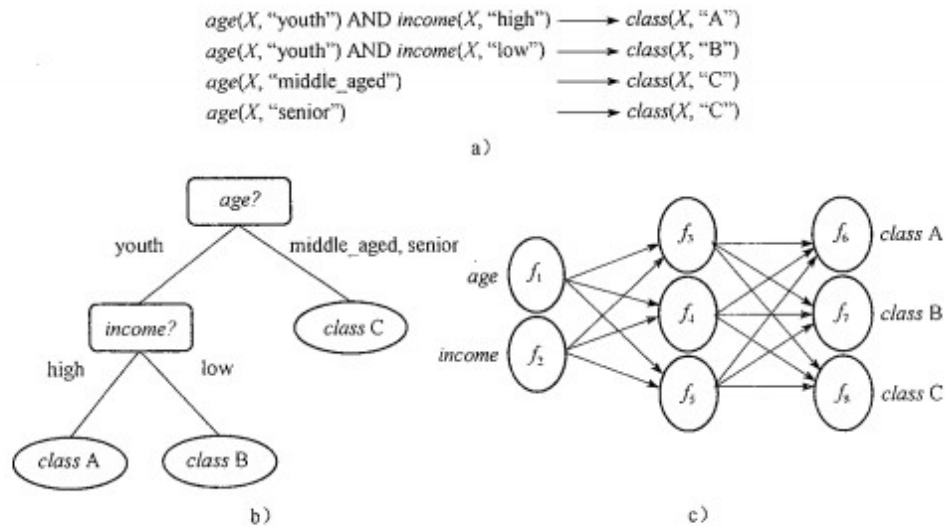 age(X, “youth”) AND income(X, “high”) → class(X, “A”)
age(X, “youth”) AND income(X, “low”) → class(X, “B”)
age(X, “middle_aged”) → class(X, “C”)
age(X, “senior”) → class(X, “C”)
a）
age?
youth
middle_aged, senior
income?
class C
high
low
class A
class B
b）
age
income
f1
f2
f3
f4
f5
f6
f7
f8
class A
class B
class C
c）